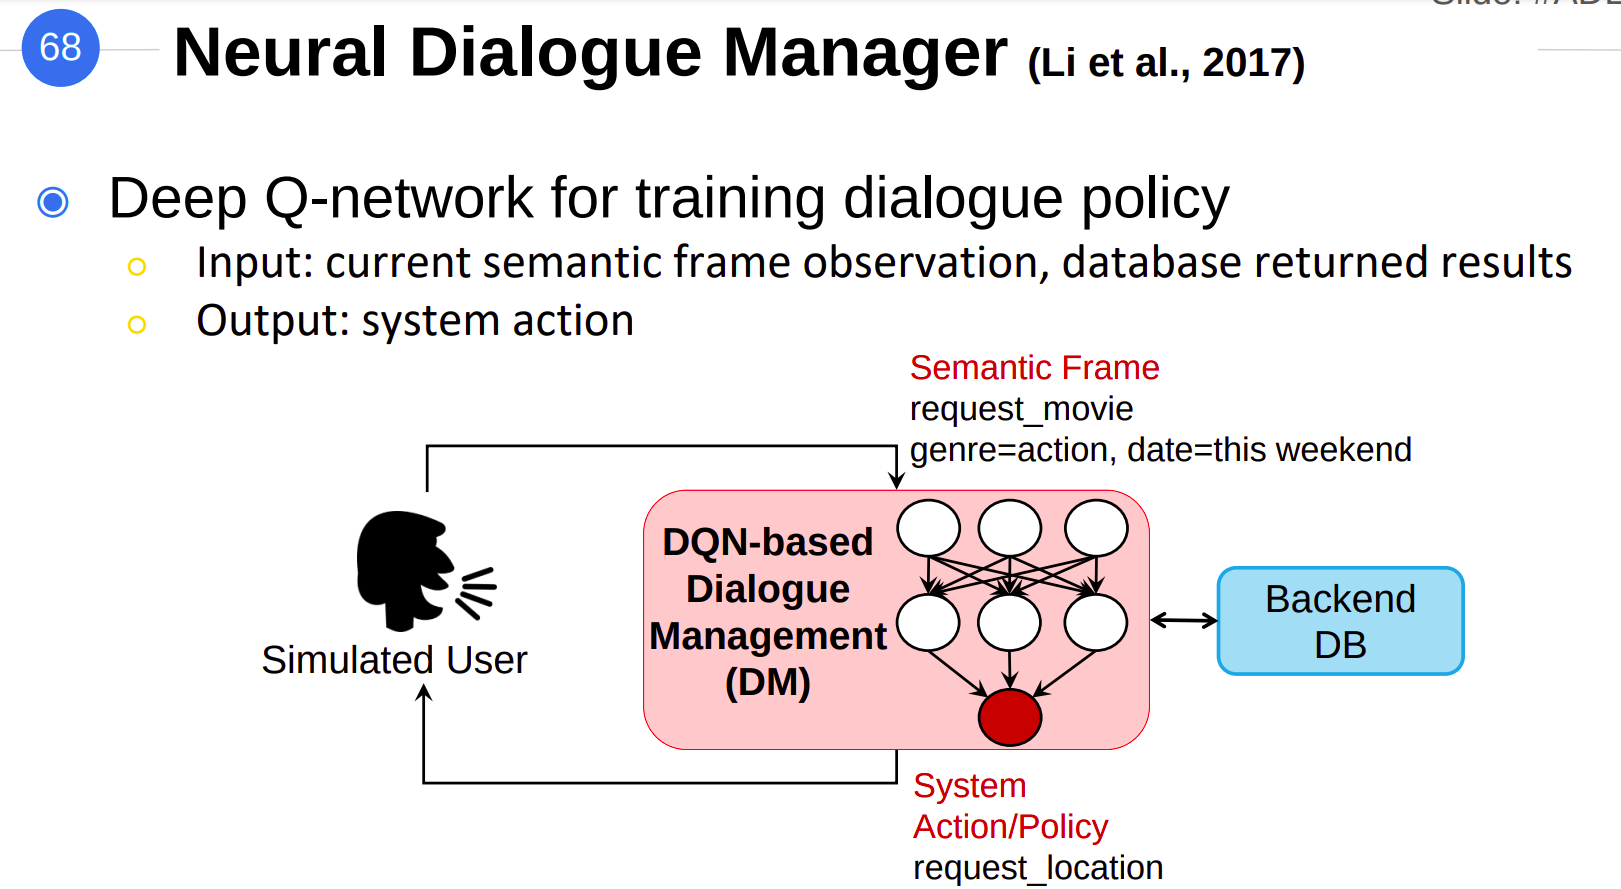 68
Neural Dialogue Manager (Li et al., 2017)
Deep Q-network for training dialogue policy
Input: current semantic frame observation, database returned results
Output: system action
Semantic Frame
request_movie
genre=action, date=this weekend
DQN-based
Dialogue
Management
(DM)
Backend
DB
Simulated User
System
Action/Policy
request_location